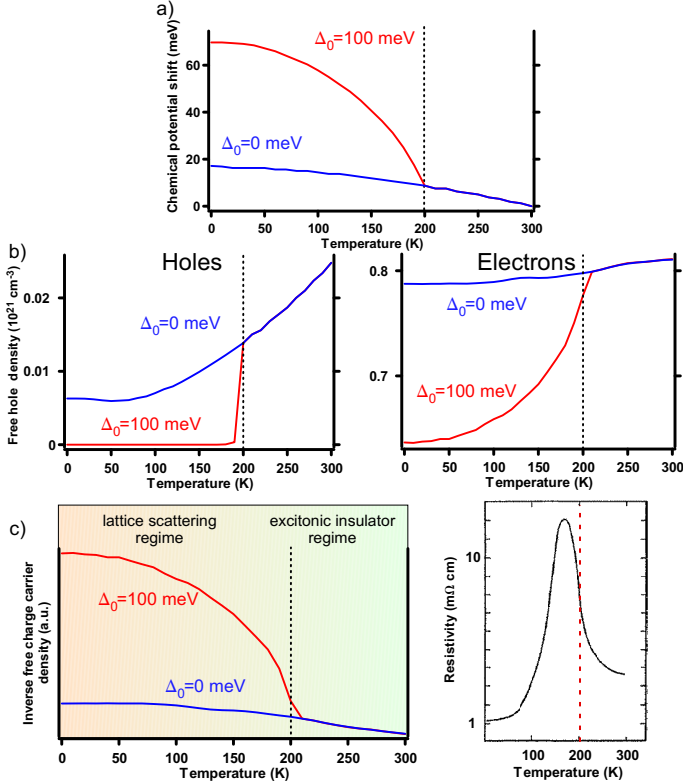 a)
Chemical potential shift (meV)
60
40
20
0
Δ₀=100 meV
Δ₀=0 meV
0 50 100 150 200 250 300
Temperature (K)
b)
Holes
Free hole density (10²¹ cm⁻³)
0.02
0.01
0
Δ₀=0 meV
Δ₀=100 meV
0 50 100 150 200 250 300
Temperature (K)
Electrons
0.8
0.7
Δ₀=0 meV
Δ₀=100 meV
0 50 100 150 200 250 300
Temperature (K)
c)
lattice scattering
regime
excitonic insulator
regime
Inverse free charge carrier
density (a.u.)
Δ₀=100 meV
Δ₀=0 meV
0 50 100 150 200 250 300
Temperature (K)
Resistivity (mΩ cm)
10
1
100 200 300
Temperature (K)